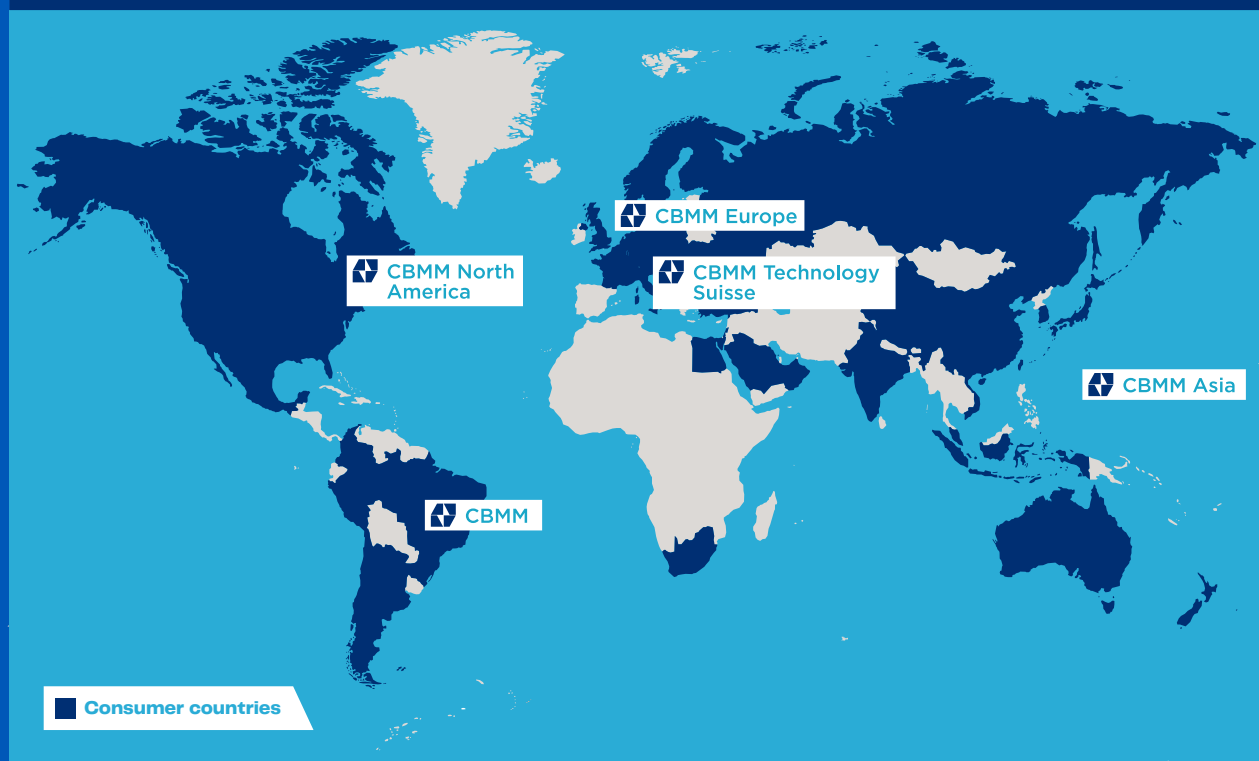 CBMM Europe
CBMM North
America
CBMM Technology
Suisse
CBMM Asia
CBMM
Consumer countries